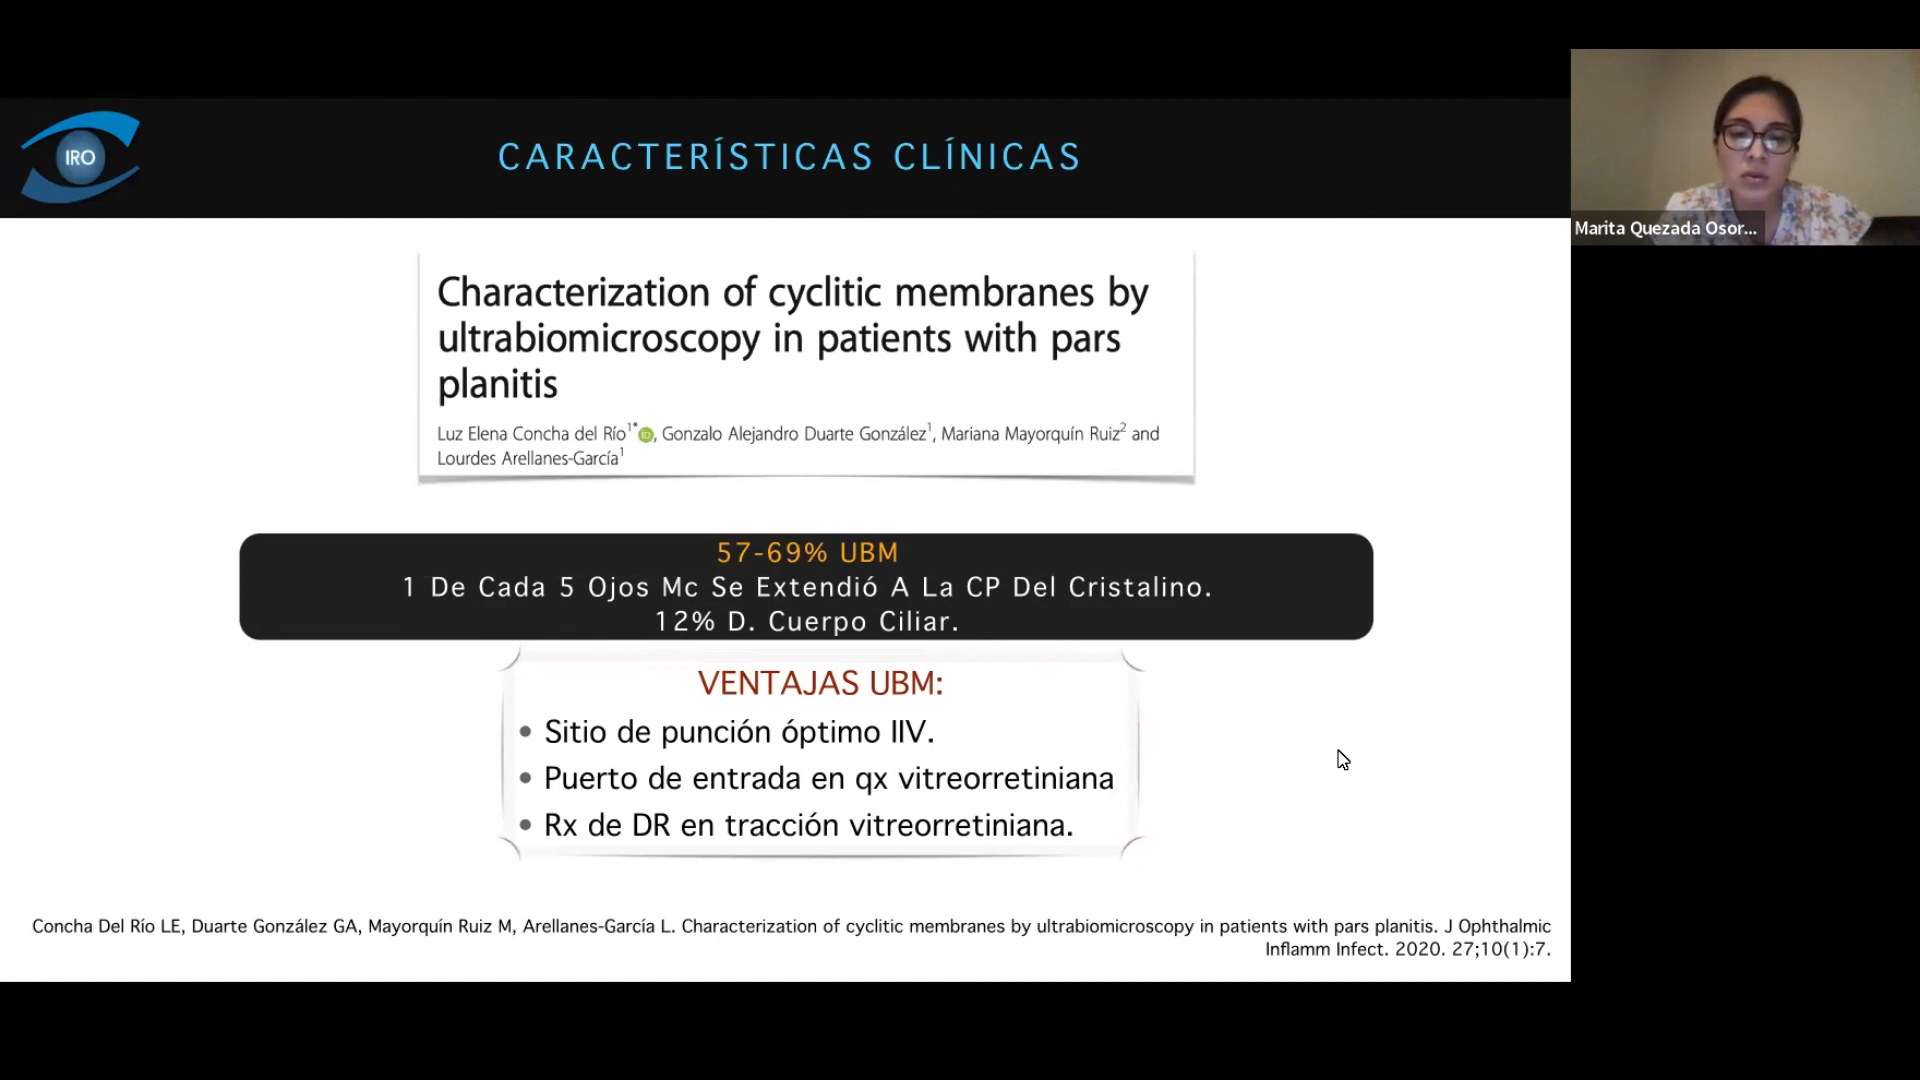 IRO
CARACTERÍSTICAS CLÍNICAS
Marita Quezada Osor...
Characterization of cyclitic membranes by
ultrabiomicroscopy in patients with pars
planitis
Luz Elena Concha del Río1* iD, Gonzalo Alejandro Duarte González1, Mariana Mayorquín Ruiz2 and
Lourdes Arellanes-García1
57-69% UBM
1 De Cada 5 Ojos Mc Se Extendió A La CP Del Cristalino.
12% D. Cuerpo Ciliar.
VENTAJAS UBM:
• Sitio de punción óptimo IIV.
• Puerto de entrada en qx vitreorretiniana
• Rx de DR en tracción vitreorretiniana.
Concha Del Río LE, Duarte González GA, Mayorquín Ruiz M, Arellanes-García L. Characterization of cyclitic membranes by ultrabiomicroscopy in patients with pars planitis. J Ophthalmic
Inflamm Infect. 2020. 27;10(1):7.